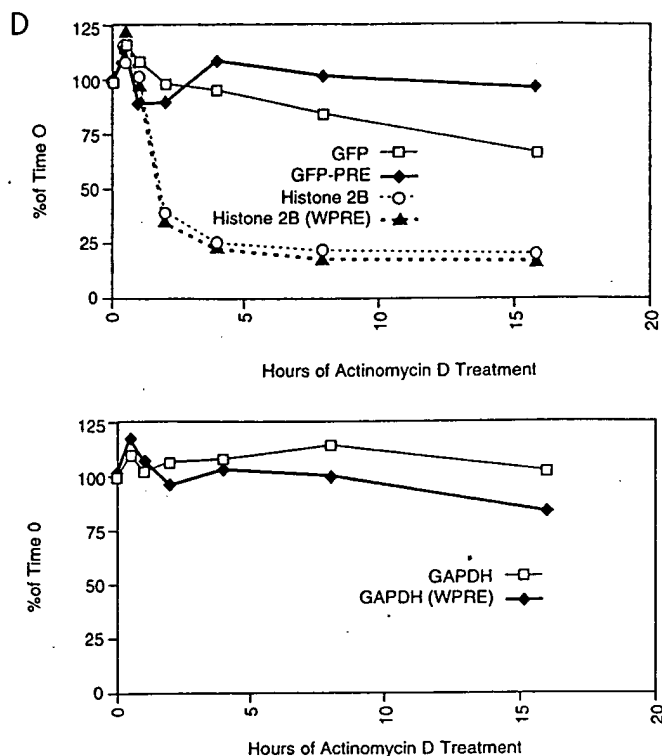 D
125
100
75
50
25
0
%of Time O
GFP
GFP-PRE
Histone 2B
Histone 2B (WPRE)
0
5
10
15
20
Hours of Actinomycin D Treatment
125
100
75
50
25
0
%of Time 0
GAPDH
GAPDH (WPRE)
0
5
10
15
20
Hours of Actinomycin D Treatment